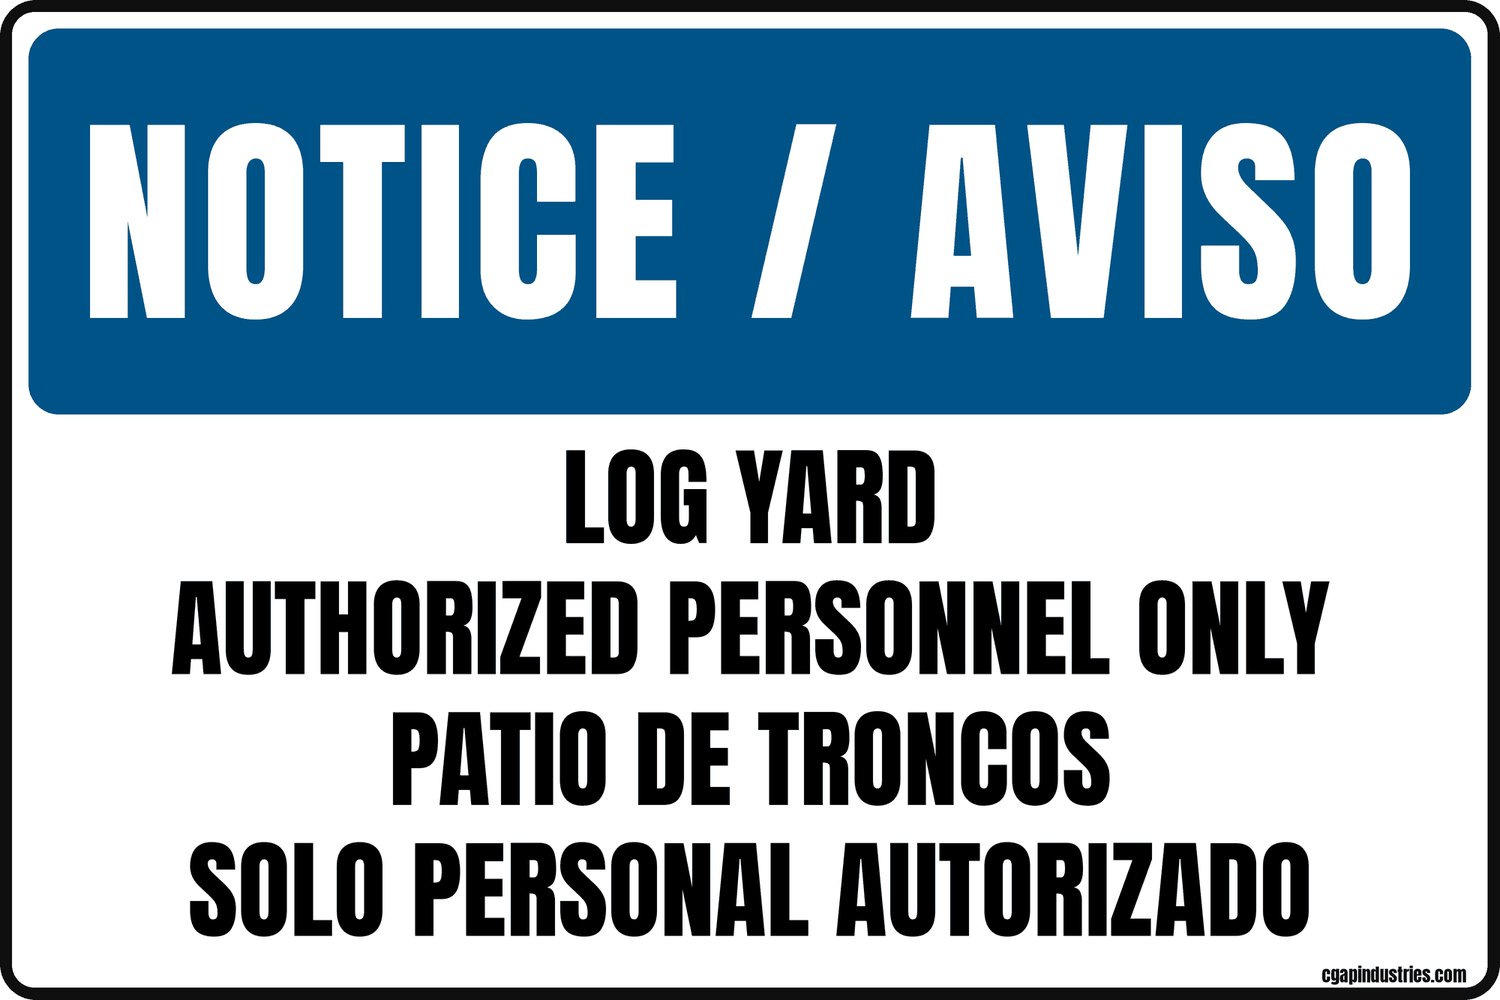 NOTICE / AVISO
LOG YARD
AUTHORIZED PERSONNEL ONLY
PATIO DE TRONCOS
SOLO PERSONAL AUTORIZADO
cgapindustries.com